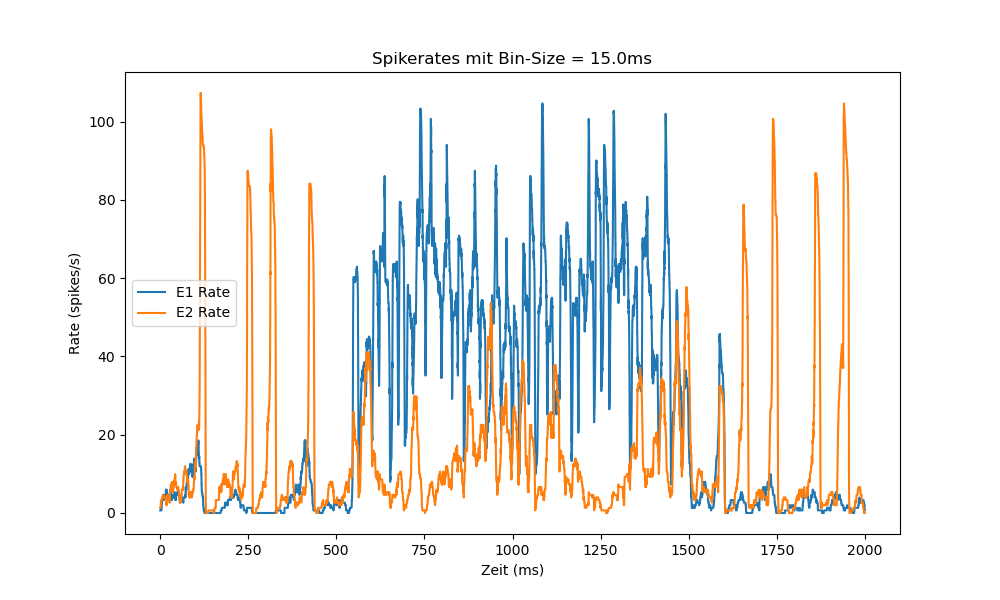 Spikerates mit Bin-Size = 15.0ms
Rate (spikes/s)
100
80
60
40
20
0
E1 Rate
E2 Rate
0 250 500 750 1000 1250 1500 1750 2000
Zeit (ms)